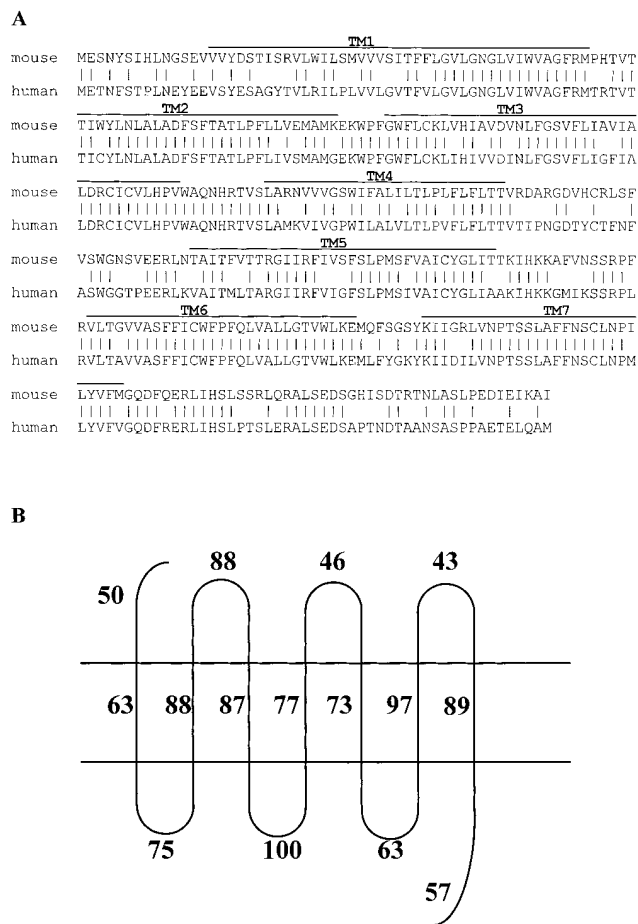 A
TM1
mouse MESNYSIHLNGSEVVVYDSTISRVLWILSMVVVSITFFLGVLGNGLVIWVAGFRMPHTVT
human METNFSTPLNEYEEVSYESAGYTVLRILPLVVLGVTFVLGVLGNGLVIWVAGFRMTRTVT
TM2 TM3
mouse TIWYLNLALADFSFTATLPFLLVEMAMKEKWPFGWFLCKLVHIAVDVNLFGSVFLIAVIA
human TICYLNLALADFSFTATLPFLIVSMAMGEKWPFGWFLCKLIHIVVDINLFGSVFLIGFIA
TM4
mouse LDRCICVLHPVWAQNHRTVSLARNVVVGSWIFALILTLPLFLFLTTVRDARGDVHCRLSF
human LDRCICVLHPVWAQNHRTVSLAMKVIVGPWILALVLTLPVFLFLTTVTIPNGDTYCTFNF
TM5
mouse VSWGNSVEERLNTAITFVTTRGIIRFIVSFSLPMSFVAICYGLITTKIHKKAFVNSSRPF
human ASWGGTPEERLKVAITMLTARGIIRFVIGFSLPMSIVAICYGLIAAKIHKKGMIKSSRPL
TM6 TM7
mouse RVLTGVVASFFICWFPFQLVALLGTVWLKEMQFSGSYKIIGRLVNPTSSLAFFNSCLNPI
human RVLTAVVASFFICWFPFQLVALLGTVWLKEMLFYGKYKIIDILVNPTSSLAFFNSCLNPM
mouse LYVFMGQDFQERLIHSLSSRLQRALSEDSGHISDTRTNLASLPEDIEIKAI
human LYVFVGQDFRERLIHSLPTSLERALSEDSAPTNDTAANSASPPAETELQAM
B
88 46 43
50
63 88 87 77 73 97 89
75 100 63
57